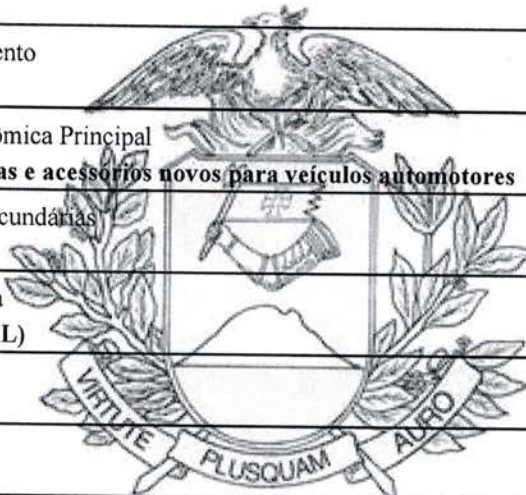 ento
ômica Principal
as e acessórios novos para veículos automotores
cundárias
L)
VIRTUTE PLUSQUAM AURO